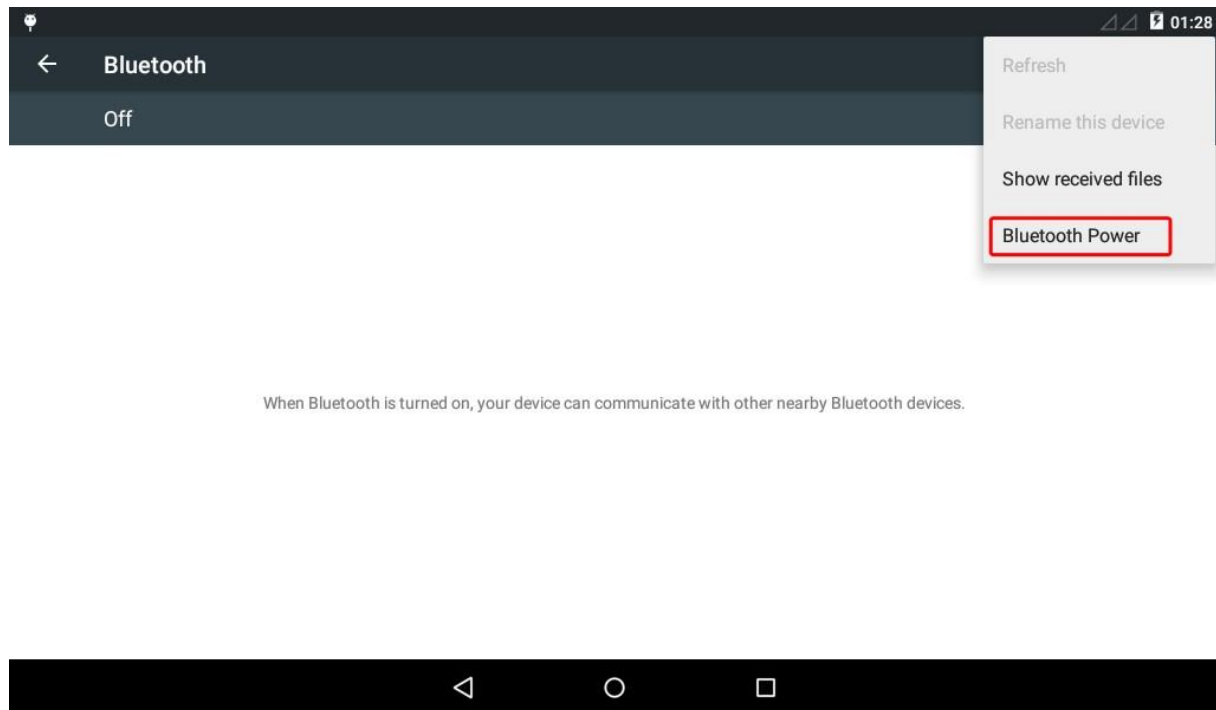 01:28
Bluetooth
Off
Refresh
Rename this device
Show received files
Bluetooth Power
When Bluetooth is turned on, your device can communicate with other nearby Bluetooth devices.